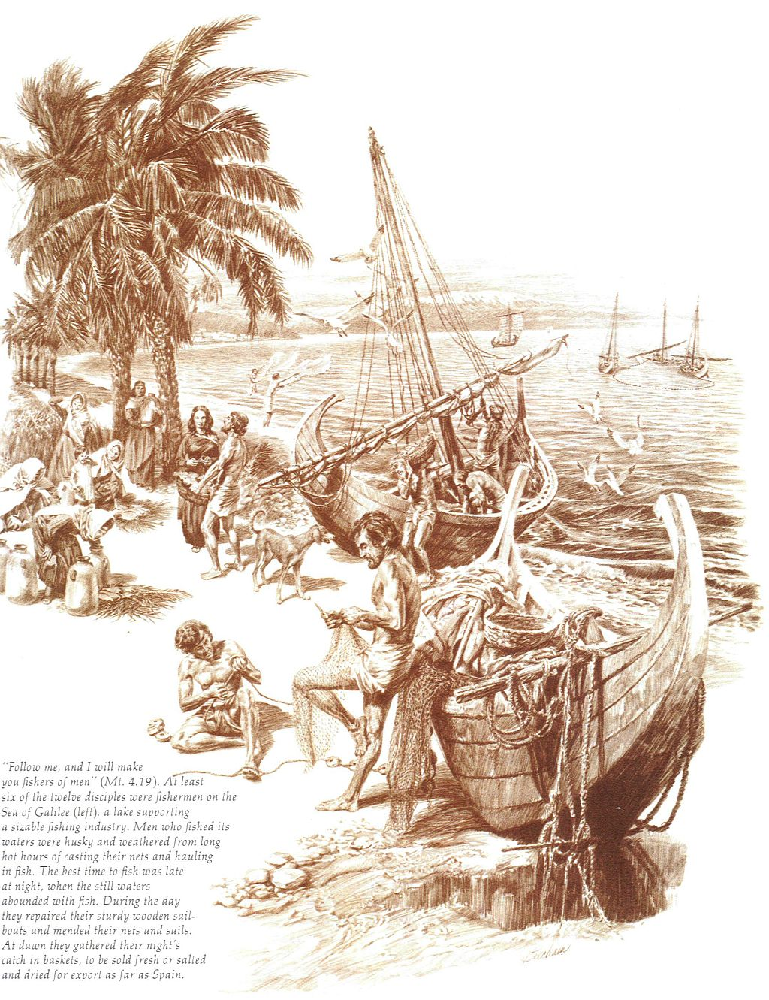 "Follow me, and I will make
you fishers of men" (Mt. 4.19). At least
six of the twelve disciples were fishermen on the
Sea of Galilee (left), a lake supporting
a sizable fishing industry. Men who fished its
waters were husky and weathered from long
hot hours of casting their nets and hauling
in fish. The best time to fish was late
at night, when the still waters
abounded with fish. During the day
they repaired their sturdy wooden sail-
boats and mended their nets and sails.
At dawn they gathered their night's
catch in baskets, to be sold fresh or salted
and dried for export as far as Spain.